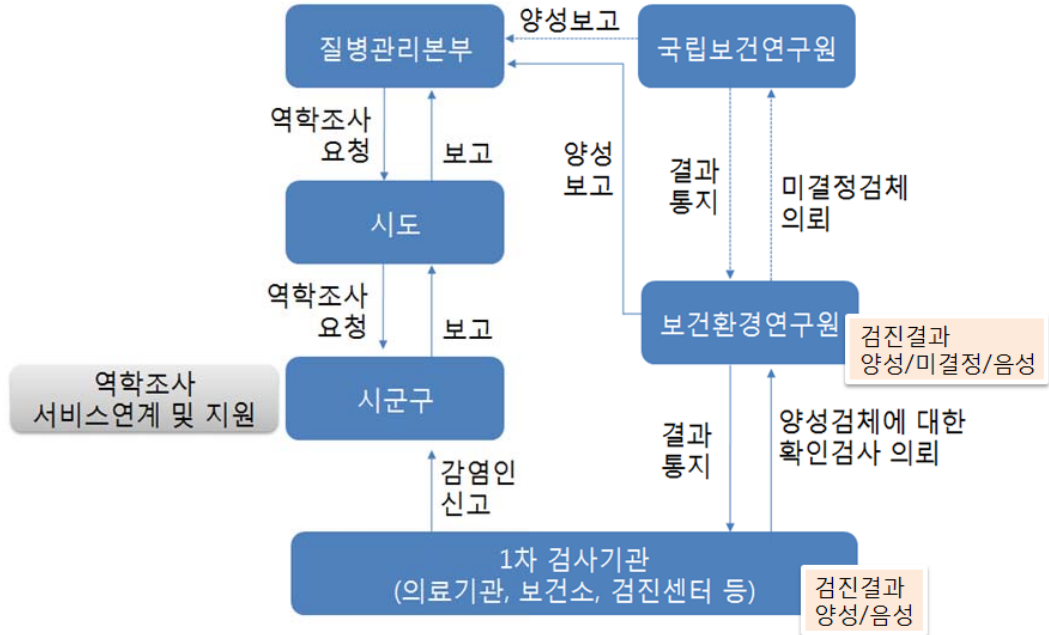 양성보고
질병관리본부
국립보건연구원
역학조사
요청
보고
양성
보고
결과
통지
미결정검체
의뢰
시도
역학조사
요청
보고
보건환경연구원
검진결과
양성/미결정/음성
역학조사
서비스연계 및 지원
시군구
감염인
신고
결과
통지
양성검체에 대한
확인검사 의뢰
1차 검사기관
(의료기관, 보건소, 검진센터 등)
검진결과
양성/음성